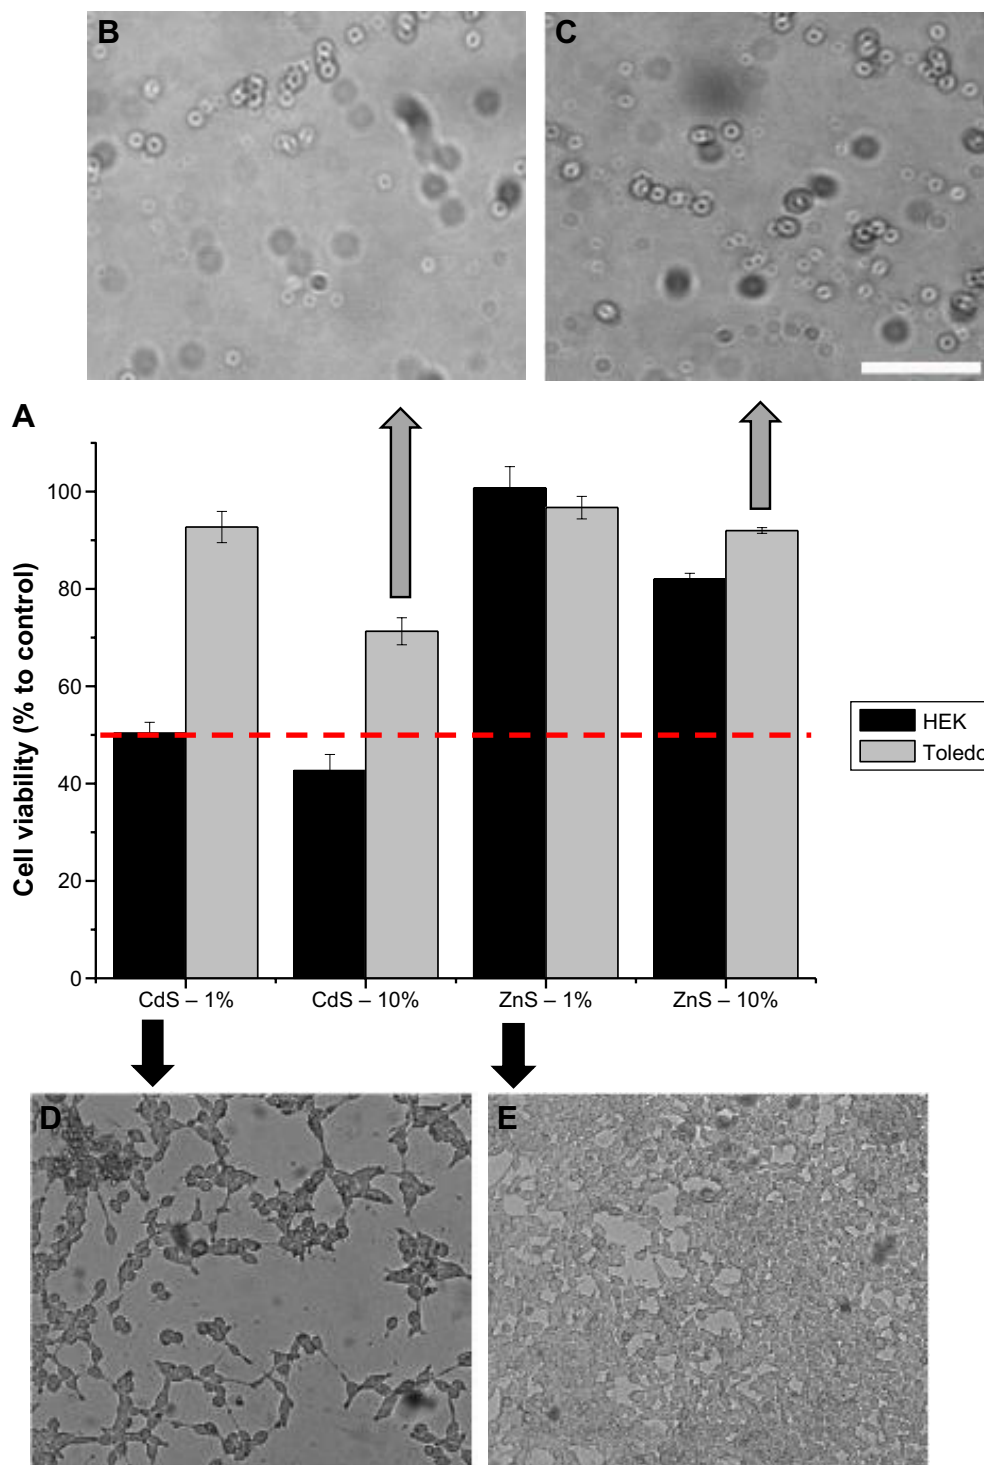 B
C
A
Cell viability (% to control)
100
80
60
40
20
0
CdS – 1%
CdS – 10%
ZnS – 1%
ZnS – 10%
HEK
Toledo
D
E